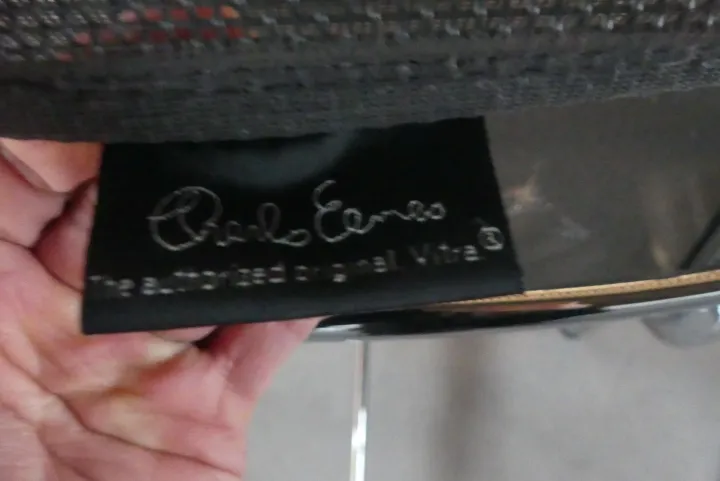 Charles Eames
The authorized original. Vitra.®